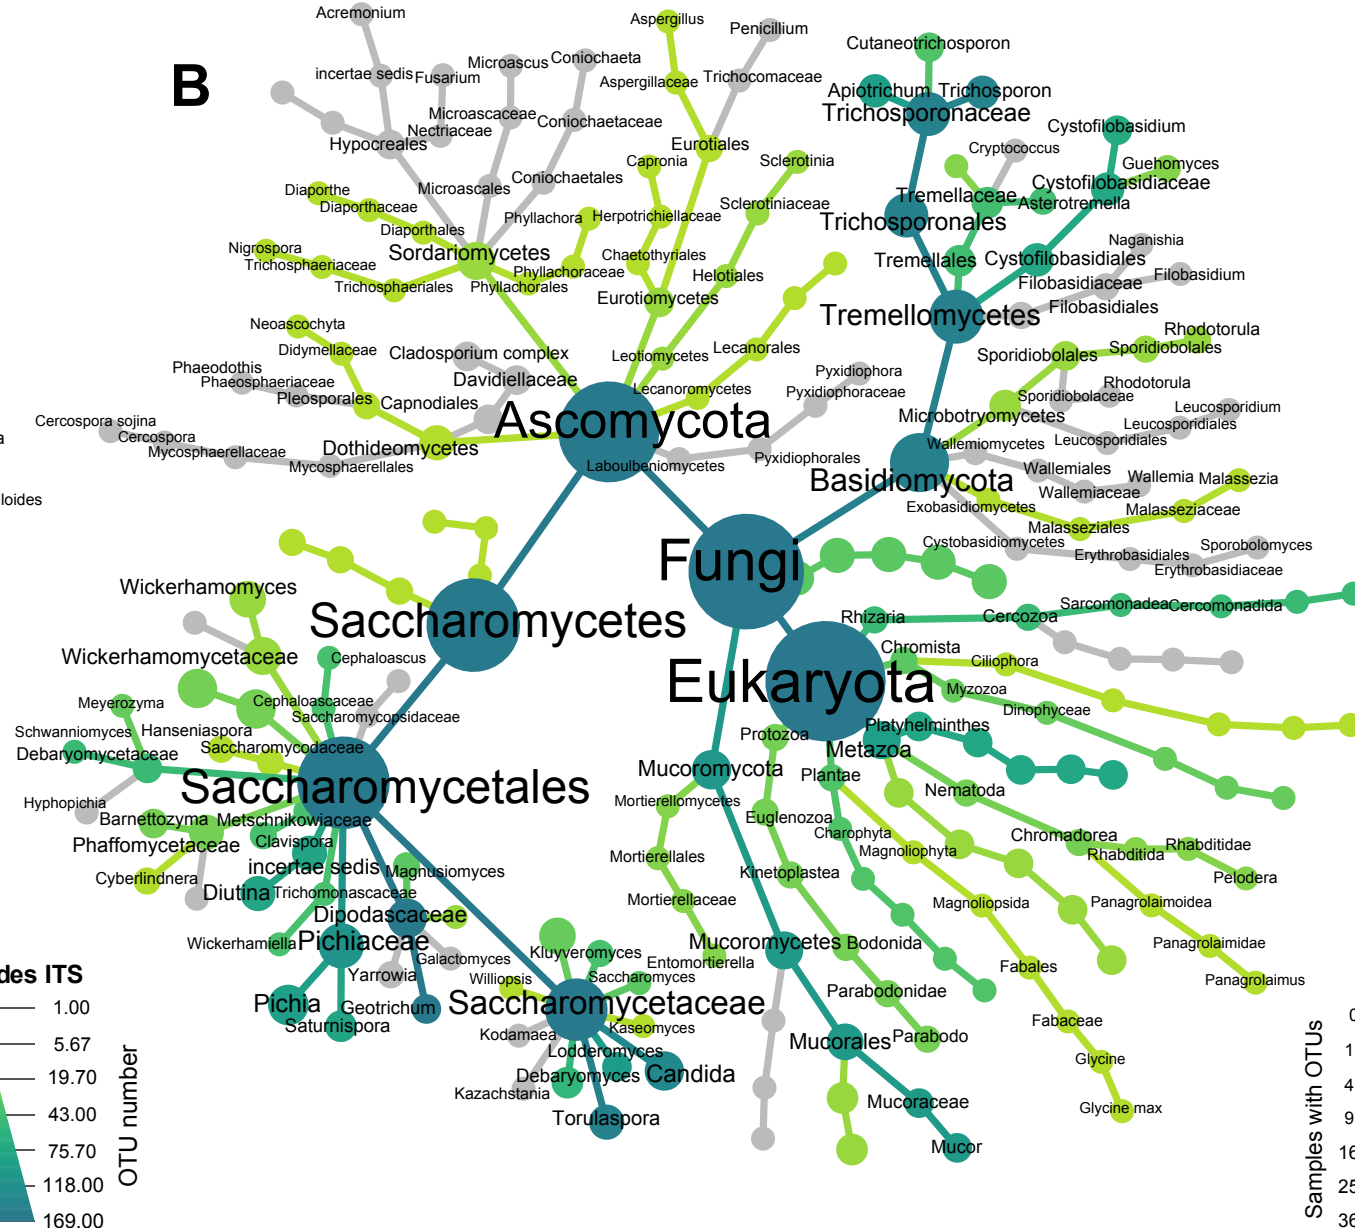 B
Acremonium
Aspergillus
Penicillium
Cutaneotrichosporon
incertae sedis
Fusarium
Microascus
Coniochaeta
Aspergillaceae
Trichocomaceae
Apiotrichum
Trichosporon
Trichosporonaceae
Microascaceae
Nectriaceae
Coniochaetaceae
Hypocreales
Eurotiales
Cryptococcus
Cystofilobasidium
Capronia
Sclerotinia
Guehomyces
Coniochaetales
Microascales
Diaporthe
Diaporthaceae
Tremellaceae
Cystofilobasidiaceae
Asterotremella
Phyllachora
Herpotrichiellaceae
Sclerotiniaceae
Trichosporonales
Diaporthales
Nigrospora
Sordariomycetes
Trichosphaeriaceae
Phyllachoraceae
Chaetothyriales
Helotiales
Tremellales
Cystofilobasidiales
Naganishia
Filobasidium
Filobasidiaceae
Trichosphaeriales
Phyllachorales
Eurotiomycetes
Tremellomycetes
Filobasidiales
Neoascochyta
Didymellaceae
Cladosporium complex
Leotiomycetes
Lecanorales
Sporidiobolales
Rhodotorula
Sporidiobolales
Phaeodothis
Phaeosphaeriaceae
Davidiellaceae
Lecanoromycetes
Pyxidiophora
Pyxidiophoraceae
Sporidiobolaceae
Rhodotorula
Pleosporales
Capnodiales
Microbotryomycetes
Leucosporidium
Leucosporidiales
Leucosporidiales
Cercospora sojina
a
Cercospora
Mycosphaerellaceae
Dothideomycetes
Ascomycota
Wallemiomycetes
Mycosphaerellales
Laboulbeniomycetes
Pyxidiophorales
Basidiomycota
Wallemiales
Wallemiaceae
Wallemia
Malassezia
loides
Exobasidiomycetes
Malasseziaceae
Malasseziales
Cystobasidiomycetes
Erythrobasidiales
Sporobolomyces
Erythrobasidiaceae
Fungi
Wickerhamomyces
Saccharomycetes
Rhizaria
Cercozoa
Sarcomonadea
Cercomonadida
Wickerhamomycetaceae
Cephaloascus
Chromista
Ciliophora
Eukaryota
Myzozoa
Meyerozyma
Cephaloascaceae
Saccharomycopsidaceae
Dinophyceae
Schwanniomyces
Hanseniaspora
Protozoa
Platyhelminthes
Debaryomycetaceae
Saccharomycodaceae
Metazoa
Mucoromycota
Plantae
Saccharomycetales
Nematoda
Hyphopichia
Barnettozyma
Metschnikowiaceae
Mortierellomycetes
Euglenozoa
Charophyta
Chromadorea
Phaffomycetaceae
Clavispora
Magnoliophyta
Rhabditida
Rhabditidae
Mortierellales
incertae sedis
Magnusiomyces
Kinetoplastea
Cyberlindnera
Pelodera
Diutina
Trichomonascaceae
Mortierellaceae
Magnoliopsida
Panagrolaimoidea
Dipodascaceae
Wickerhamiella
Pichiaceae
Mucoromycetes
Bodonida
Panagrolaimidae
Galactomyces
Kluyveromyces
Entomortierella
Fabales
Yarrowia
Williopsis
Saccharomyces
Panagrolaimus
Parabodonidae
Pichia
Geotrichum
Saccharomycetaceae
Saturnispora
Kodamaea
Kaseomyces
Fabaceae
Mucorales
Parabodo
Lodderomyces
Debaryomyces
Candida
Glycine
Kazachstania
Mucoraceae
Glycine max
Torulaspora
Mucor
des ITS
1.00
5.67
19.70
43.00
75.70
118.00
169.00
OTU number
Samples with OTUs
0
1
4
9
16
25
36